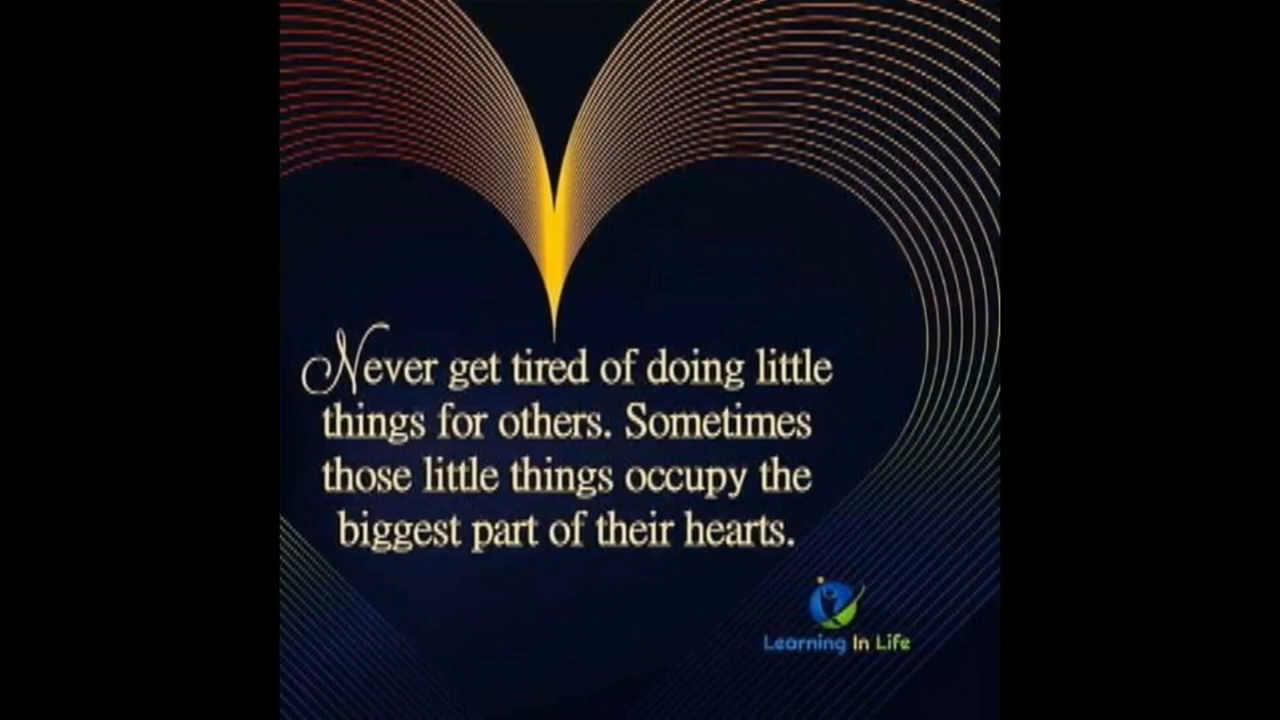 Never get tired of doing little
things for others. Sometimes
those little things occupy the
biggest part of their hearts.
Learning In Life